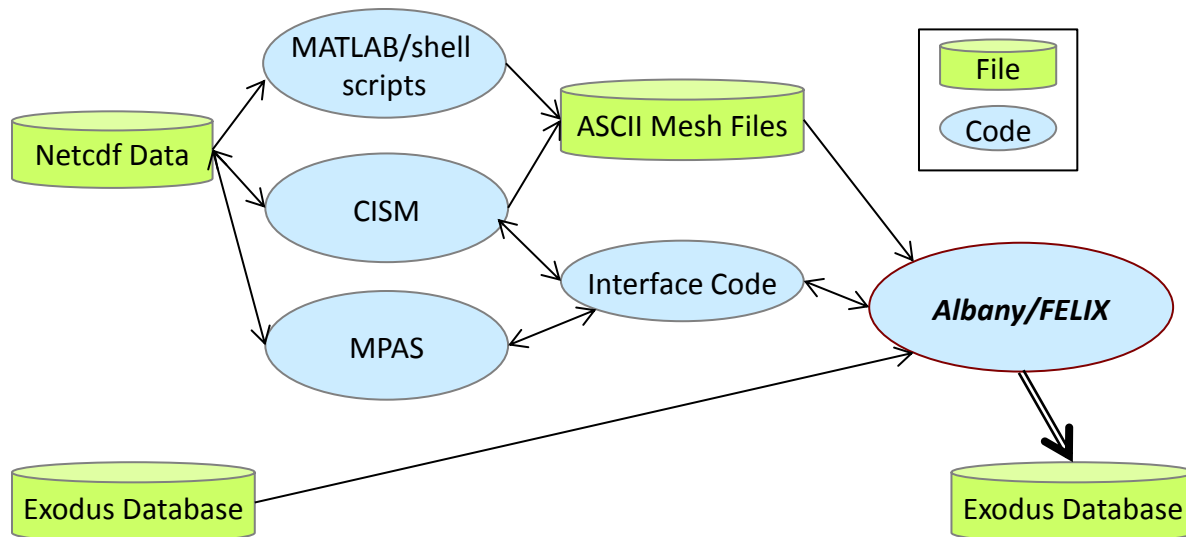 MATLAB/shell
scripts
File
Code
Netcdf Data
ASCII Mesh Files
CISM
Interface Code
Albany/FELIX
MPAS
Exodus Database
Exodus Database